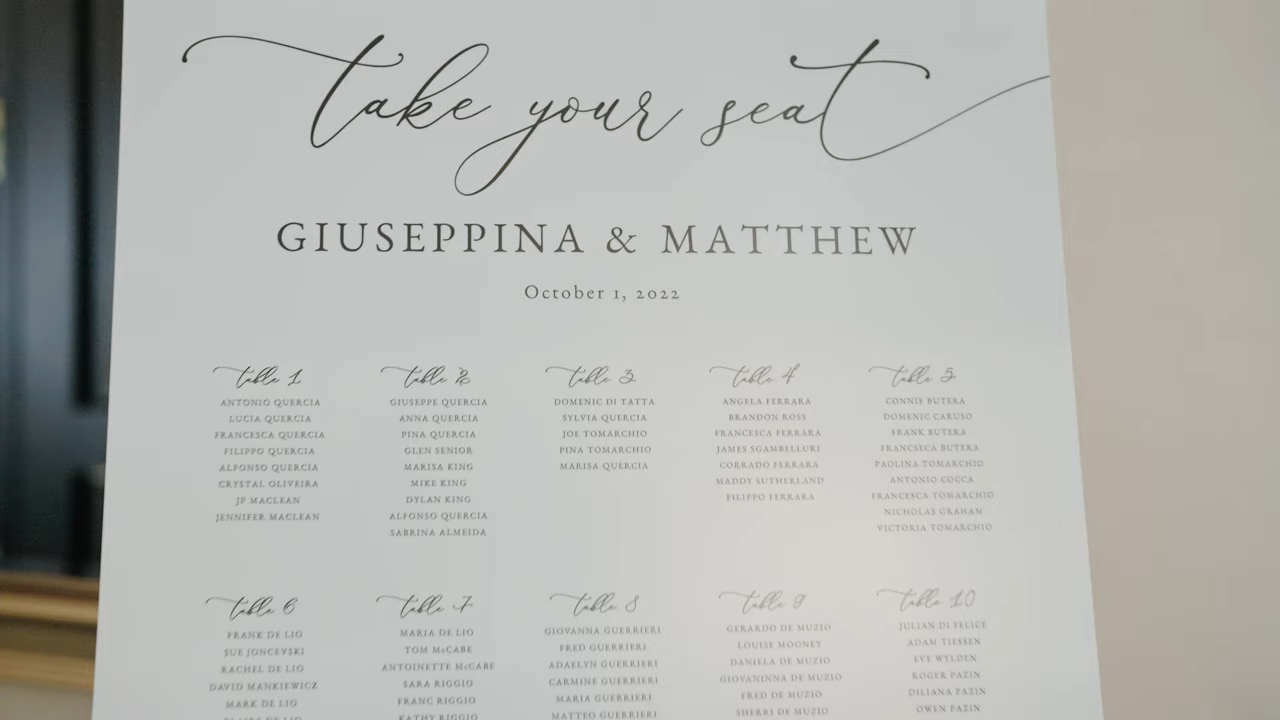 take your seat
GIUSEPPINA & MATTHEW
October 1, 2022
table 1
ANTONIO QUERCIA
LUCIA QUERCIA
FRANCESCA QUERCIA
FILIPPO QUERCIA
ALFONSO QUERCIA
CRYSTAL OLIVEIRA
JP MACLEAN
JENNIFER MACLEAN
table 2
GIUSEPPE QUERCIA
ANNA QUERCIA
PINA QUERCIA
GLEN SENIOR
MARISA KING
MIKE KING
DYLAN KING
ALFONSO QUERCIA
SABRINA ALMEIDA
table 3
DOMENIC DI TATTA
SYLVIA QUERCIA
JOE TOMARCHIO
PINA TOMARCHIO
MARISA QUERCIA
table 4
ANGELA FERRARA
BRANDON ROSS
FRANCESCA FERRARA
JAMES SGAMBELLURI
CORRADO FERRARA
MADDY SUTHERLAND
FILIPPO FERRARA
table 5
CONNIE BUTERA
DOMENIC CARUSO
FRANK BUTERA
FRANCSECA BUTERA
PAOLINA TOMARCHIO
ANTONIO COCCA
FRANCESCA TOMARCHIO
NICHOLAS GRAHAM
VICTORIA TOMARCHIO
table 6
FRANK DE LIO
SUE JONCEVSKI
RACHEL DE LIO
DAVID MANKIEWICZ
MARK DE LIO
table 7
MARIA DE LIO
TOM McCABE
ANTOINETTE McCABE
SARA RIGGIO
FRANC RIGGIO
KATHY RIGGIO
table 8
GIOVANNA GUERRIERI
FRED GUERRIERI
ADAELYN GUERRIERI
CARMINE GUERRIERI
MARIA GUERRIERI
MATTEO GUERRIERI
table 9
GERARDO DE MUZIO
LOUISE MOONEY
DANIELA DE MUZIO
GIOVANINNA DE MUZIO
FRED DE MUZIO
SHERRI DE MUZIO
table 10
JULIAN DI FELICE
ADAM TIESSEN
EVE WYLDEN
ROGER PAZIN
DILIANA PAZIN
OWEN PAZIN